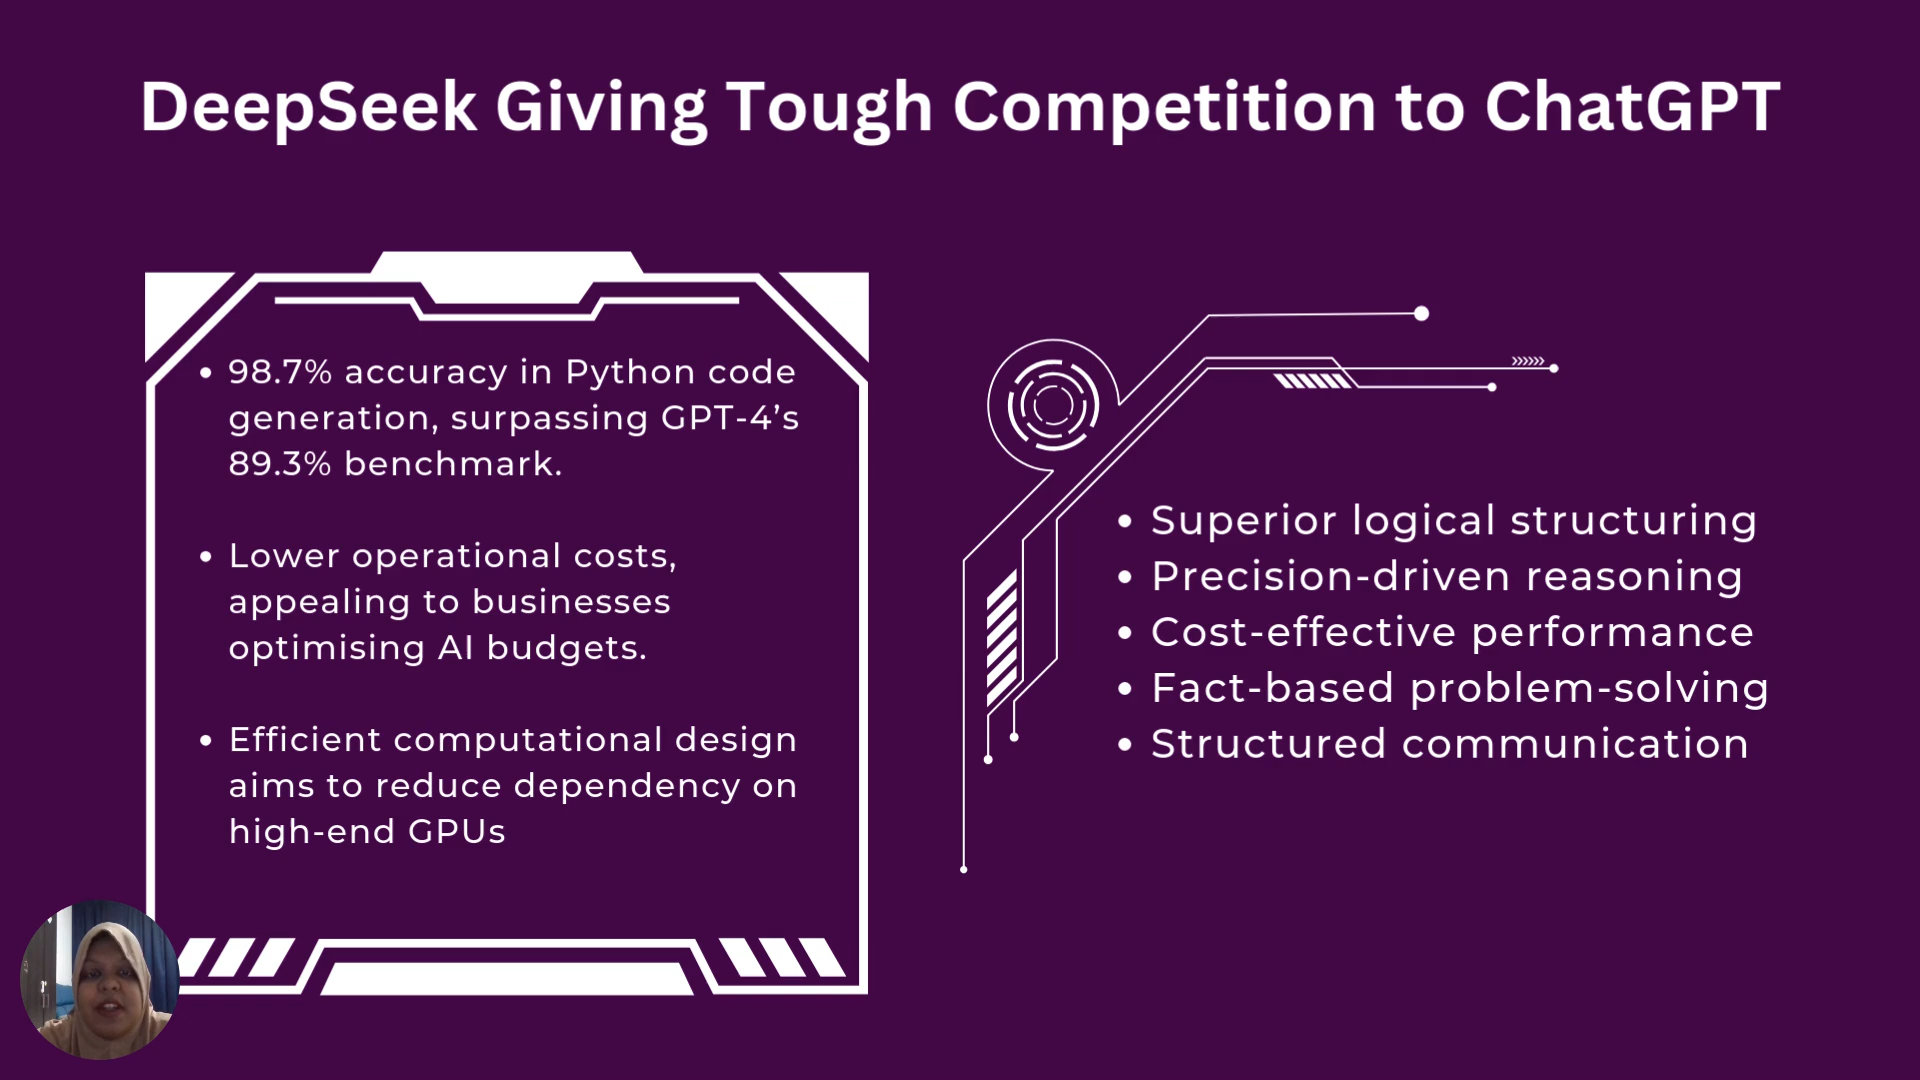 DeepSeek Giving Tough Competition to ChatGPT
• 98.7% accuracy in Python code
generation, surpassing GPT-4’s
89.3% benchmark.
• Lower operational costs,
appealing to businesses
optimising AI budgets.
• Efficient computational design
aims to reduce dependency on
high-end GPUs
• Superior logical structuring
• Precision-driven reasoning
• Cost-effective performance
• Fact-based problem-solving
• Structured communication